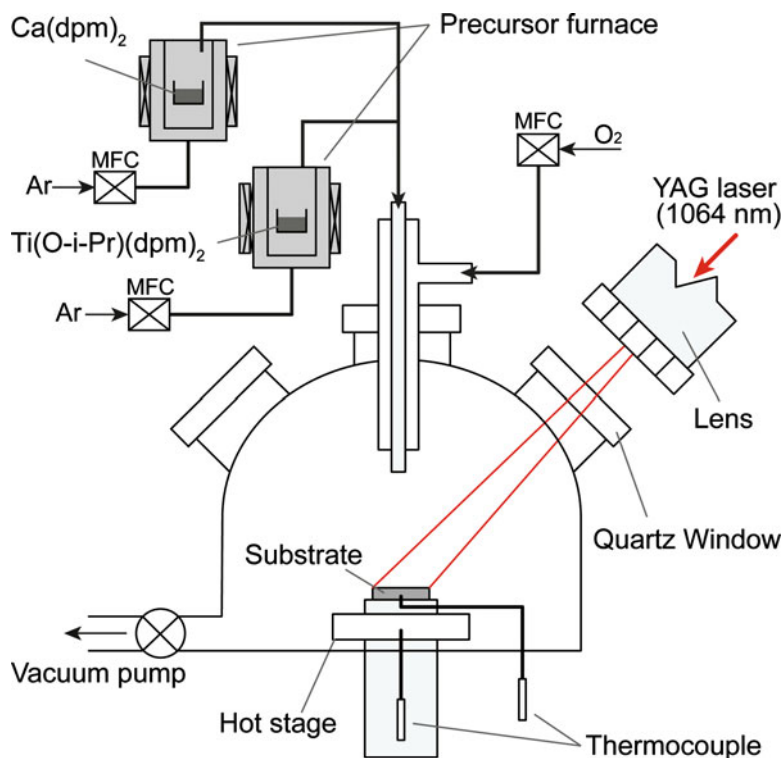 Ca(dpm)₂
Precursor furnace
MFC
O₂
MFC
Ar
YAG laser
(1064 nm)
Ti(O-i-Pr)(dpm)₂
MFC
Ar
Lens
Quartz Window
Substrate
Vacuum pump
Hot stage
Thermocouple